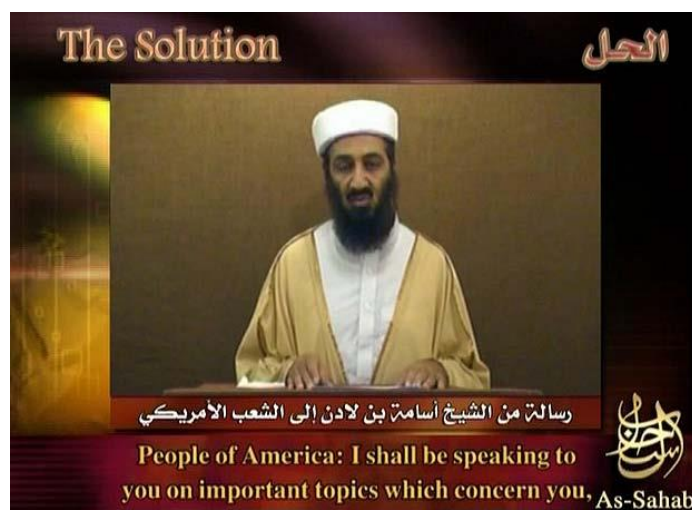 The Solution
الحل
رسالة من الشيخ أسامة بن لادن إلى الشعب الأمريكي
People of America: I shall be speaking to
you on important topics which concern you,
As-Sahab